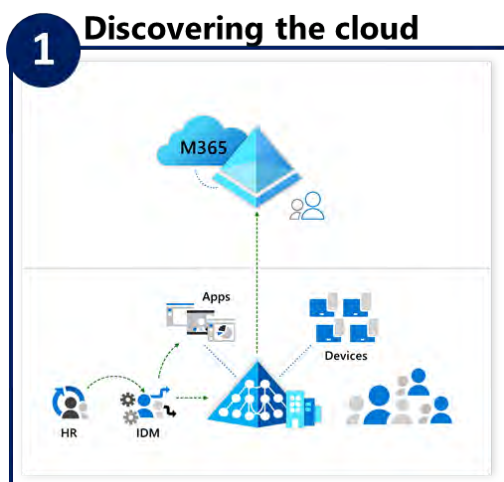 1
Discovering the cloud
M365
Apps
Devices
HR
IDM